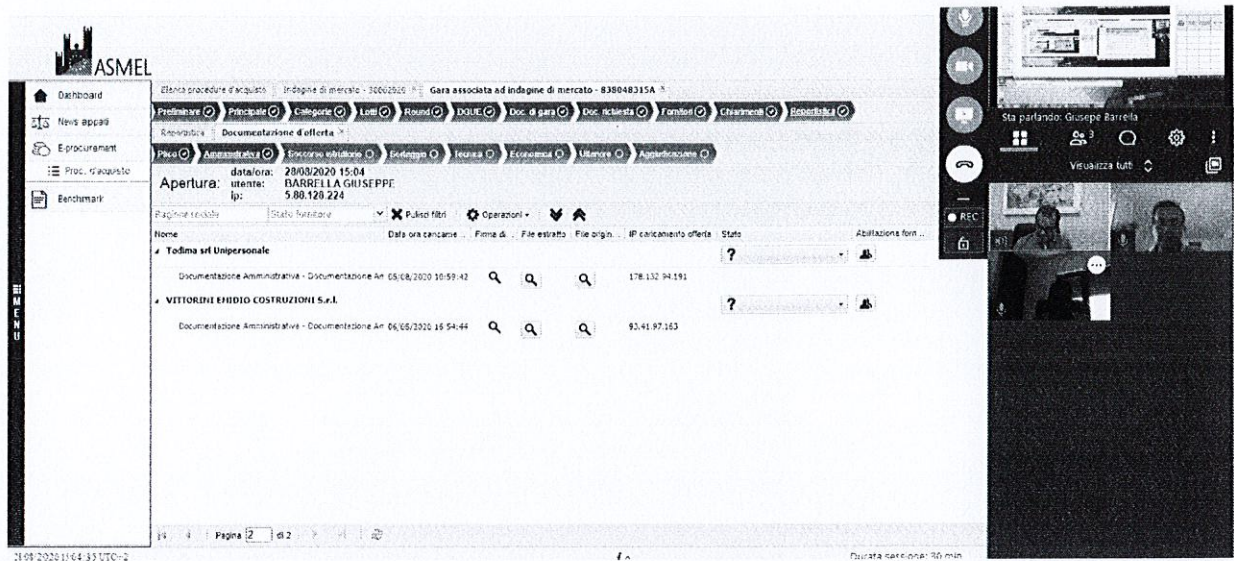 ASMEL
Dashboard
News appalti
E-procurement
Proc. d'acquisto
Benchmark
MENU
Elenco procedure d'acquisto Indagine di mercato - 30062920 Gara associata ad indagine di mercato - 838048315A
Preliminare Principale Categorie Lotti Round DGUE Doc. di gara Doc. richiesta Fornitori Chiarimenti Reportistica
Reportistica Documentazione d'offerta
Plico Amministrativa Soccorso istruttorio Sorteggio Tecnica Economica Ulteriore Aggiudicazione
Apertura:
data/ora: 28/08/2020 15:04
utente: BARRELLA GIUSEPPE
ip: 5.88.128.224
Ragione sociale Stato fornitore Pulisci filtri Operazioni
Nome Data ora caricame... Firma di... File estratto File origin... IP caricamento offerta Stato Abilitazione forn...
Todima srl Unipersonale ?
Documentazione Amministrativa - Documentazione Am 05/08/2020 10:59:42 178.132.94.191
VITTORINI EMIDIO COSTRUZIONI S.r.l. ?
Documentazione Amministrativa - Documentazione Am 06/08/2020 16:54:44 93.41.97.163
Pagina 2 di 2
Durata sessione: 30 min
Sta parlando: Giusepe Barrella
3
Visualizza tutti
REC